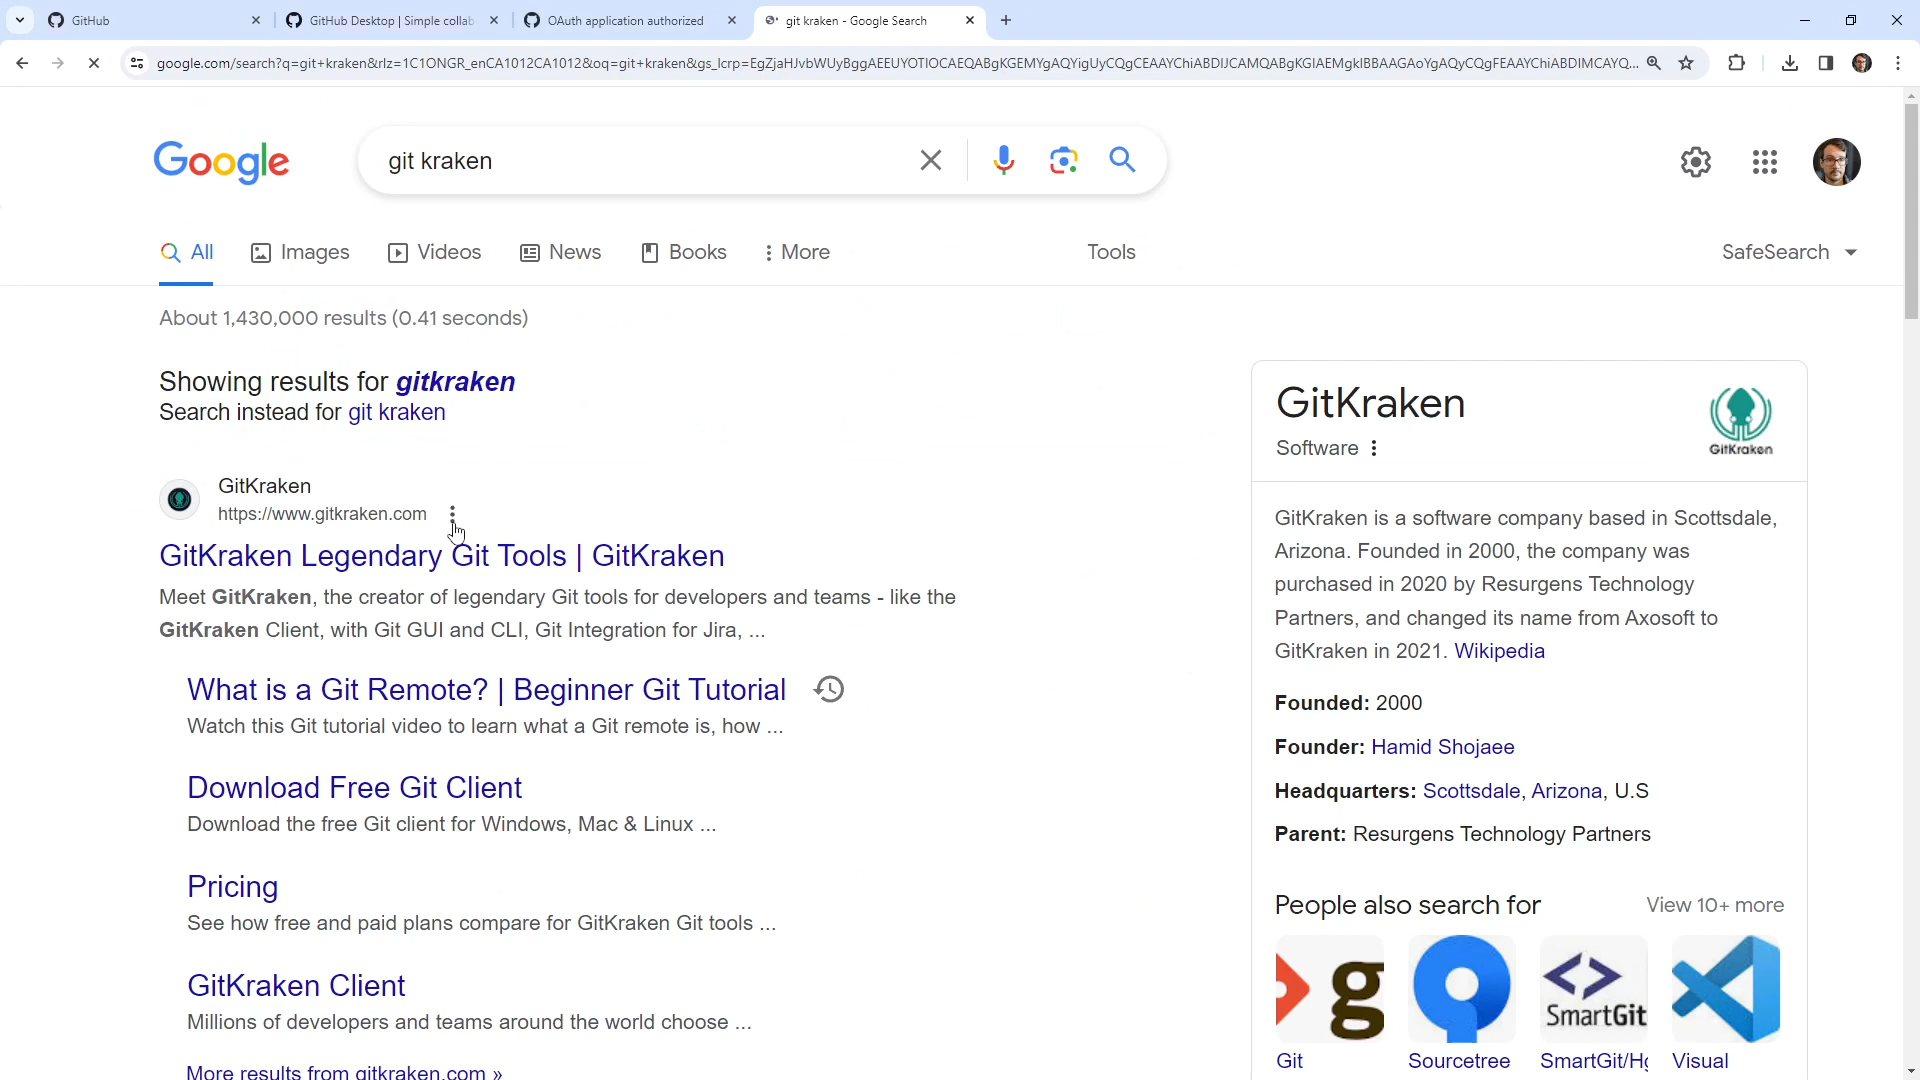 GitHub
GitHub Desktop | Simple collab
OAuth application authorized
git kraken - Google Search
google.com/search?q=git+kraken&rlz=1C1ONGR_enCA1012CA1012&oq=git+kraken&gs_lcrp=
Google
git kraken
All
Images
Videos
News
Books
More
Tools
SafeSearch
About 1,430,000 results (0.41 seconds)
Showing results for gitkraken
Search instead for git kraken
GitKraken
https://www.gitkraken.com
GitKraken Legendary Git Tools | GitKraken
Meet GitKraken, the creator of legendary Git tools for developers and teams - like the
GitKraken Client, with Git GUI and CLI, Git Integration for Jira, ...
What is a Git Remote? | Beginner Git Tutorial
Watch this Git tutorial video to learn what a Git remote is, how ...
Download Free Git Client
Download the free Git client for Windows, Mac & Linux ...
Pricing
See how free and paid plans compare for GitKraken Git tools ...
GitKraken Client
Millions of developers and teams around the world choose ...
More results from gitkraken.com »
GitKraken
Software
GitKraken
GitKraken is a software company based in Scottsdale,
Arizona. Founded in 2000, the company was
purchased in 2020 by Resurgens Technology
Partners, and changed its name from Axosoft to
GitKraken in 2021. Wikipedia
Founded: 2000
Founder: Hamid Shojaee
Headquarters: Scottsdale, Arizona, U.S
Parent: Resurgens Technology Partners
People also search for
View 10+ more
g
SmartGit
Git
Sourcetree
SmartGit/Hg
Visual